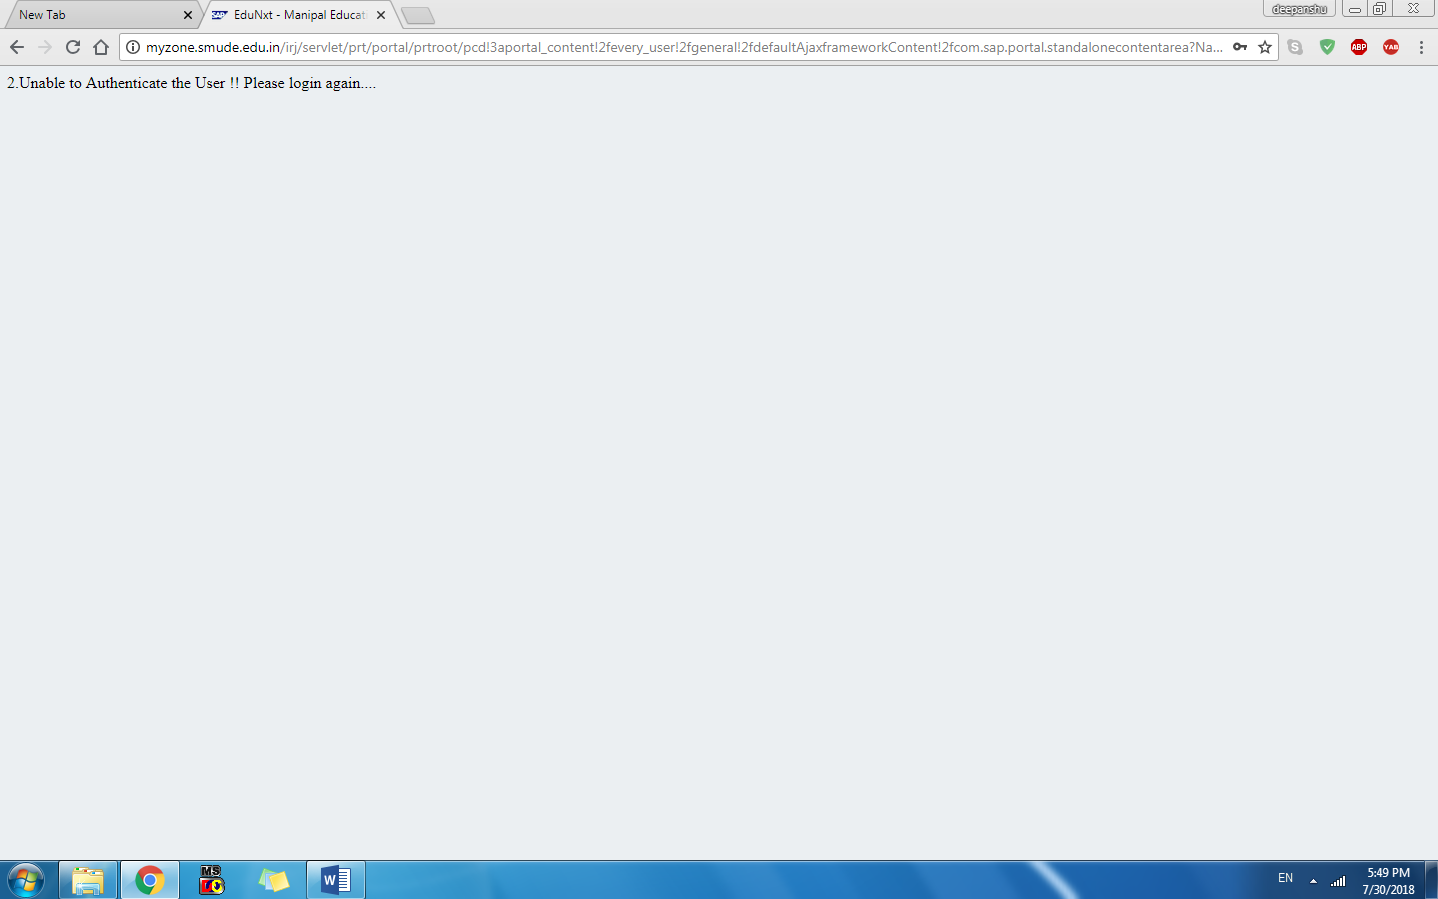 New Tab
SAP EduNxt - Manipal Educat
deepanshu
myzone.smude.edu.in/irj/servlet/prt/portal/prtroot/pcd!3aportal_content!2fevery_user!2fgeneral!2fdefaultAjaxframeworkContent!2fcom.sap.portal.standalonecontentarea?Na...
S ABP YAB
2.Unable to Authenticate the User !! Please login again....
MS
W
EN
5:49 PM
7/30/2018